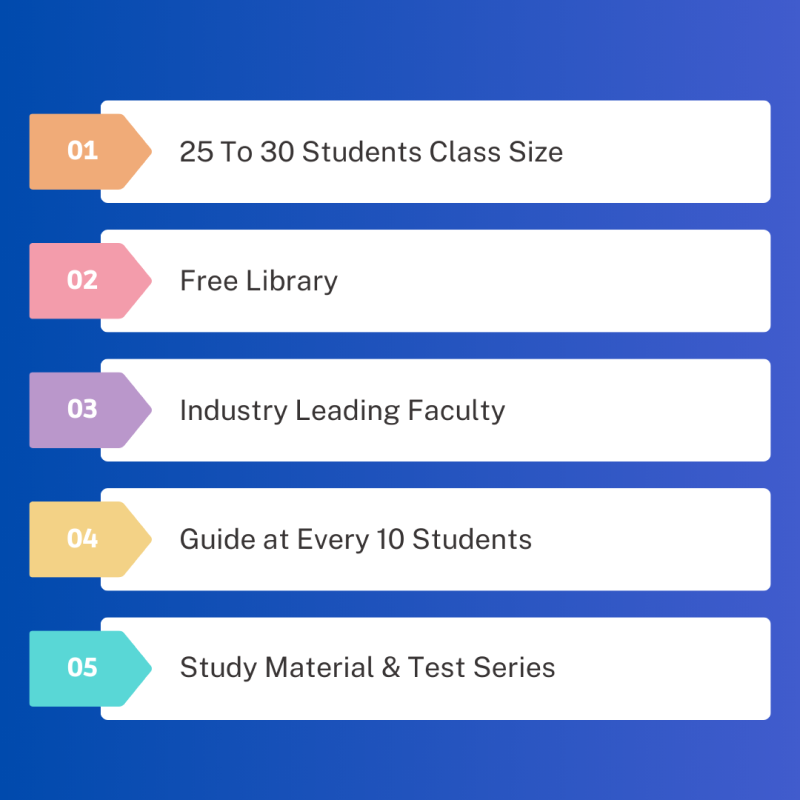 01
25 To 30 Students Class Size
02
Free Library
03
Industry Leading Faculty
04
Guide at Every 10 Students
05
Study Material & Test Series